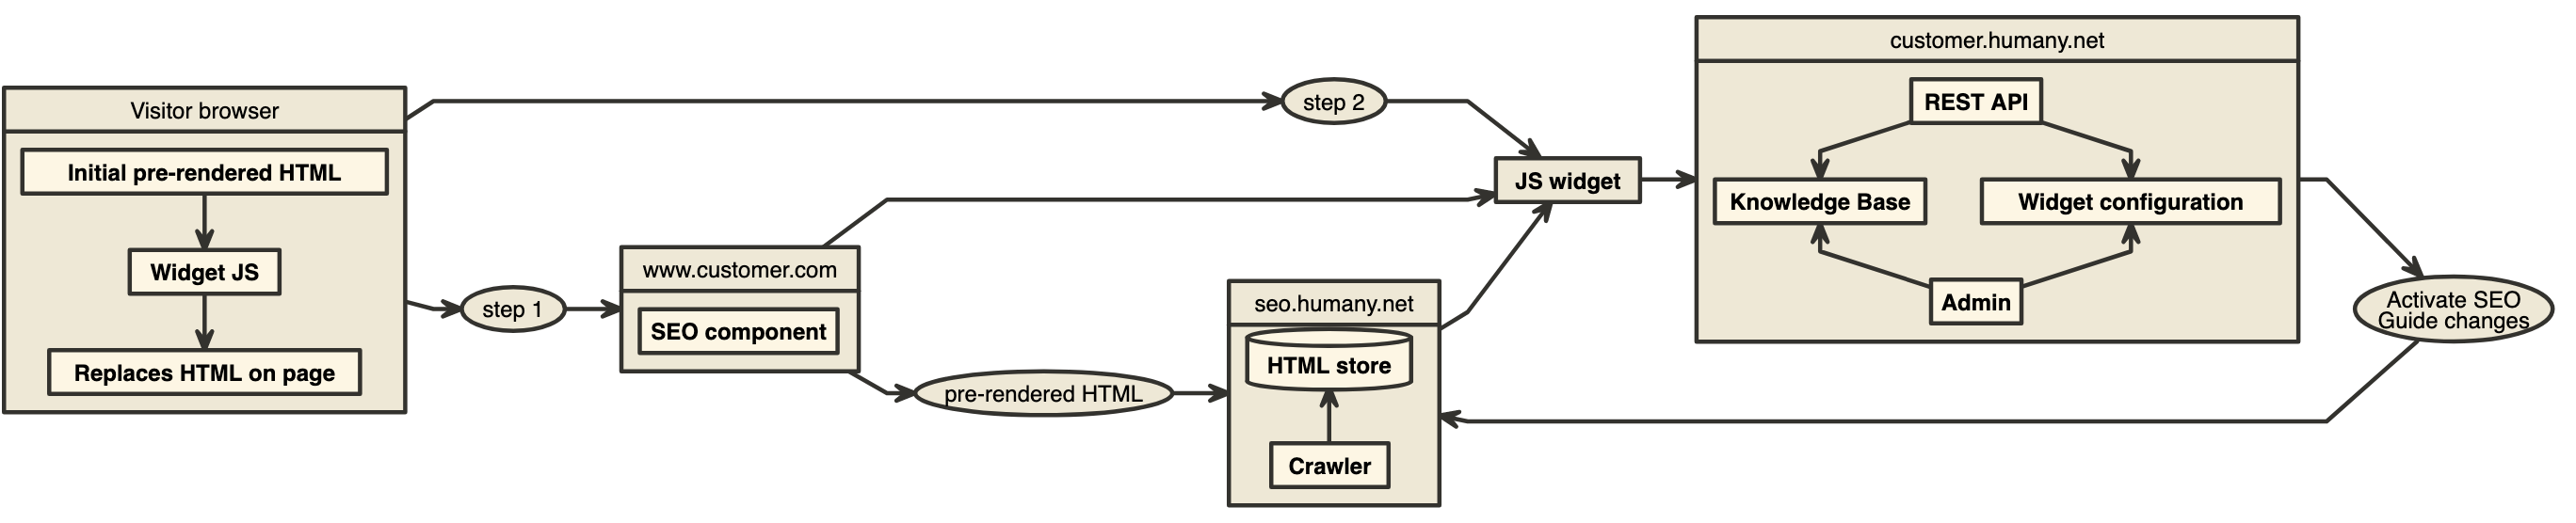 Visitor browser
Initial pre-rendered HTML
Widget JS
Replaces HTML on page
step 1
www.customer.com
SEO component
pre-rendered HTML
step 2
seo.humany.net
HTML store
Crawler
JS widget
customer.humany.net
REST API
Knowledge Base
Widget configuration
Admin
Activate SEO
Guide changes